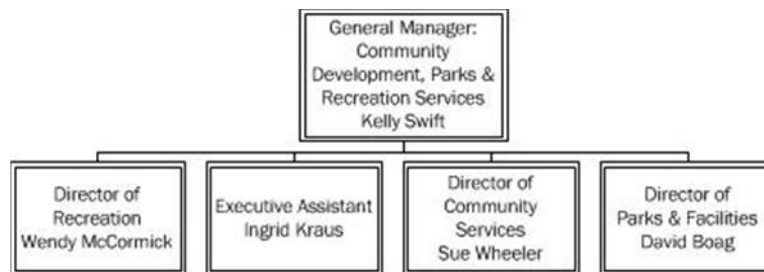 General Manager:
Community
Development, Parks &
Recreation Services
Kelly Swift
Director of
Recreation
Wendy McCormick
Executive Assistant
Ingrid Kraus
Director of
Community
Services
Sue Wheeler
Director of
Parks & Facilities
David Boag